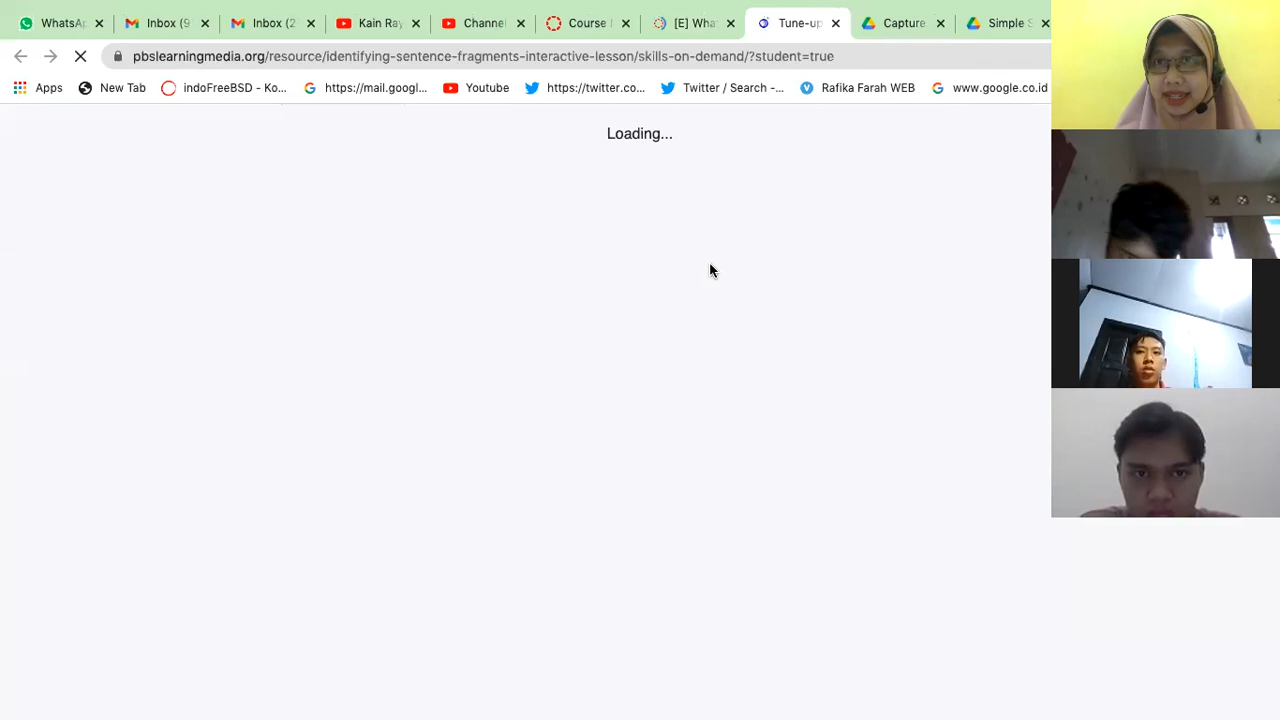 WhatsAp
Inbox (9
Inbox (2
Kain Ray
Channel
Course
[E] Wha
Tune-up
Capture
Simple S
pbslearningmedia.org/resource/identifying-sentence-fragments-interactive-lesson/skills-on-demand/?student=true
Apps
New Tab
indoFreeBSD - Ko...
https://mail.googl...
Youtube
https://twitter.co...
Twitter / Search -...
Rafika Farah WEB
www.google.co.id
Loading...